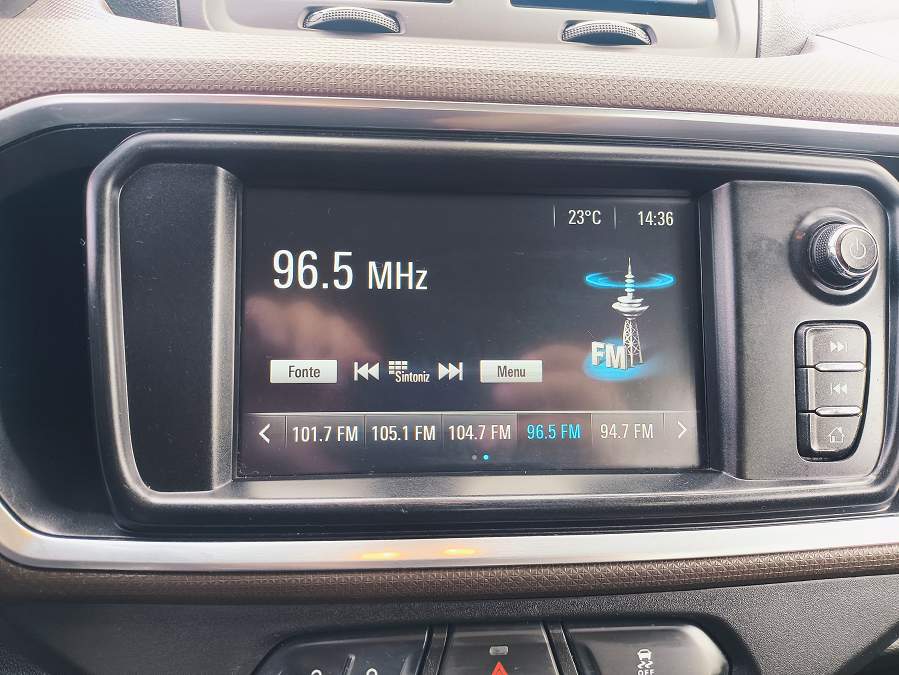 23°C 14:36
96.5 MHz
FM
Fonte Sintoniz Menu
101.7 FM 105.1 FM 104.7 FM 96.5 FM 94.7 FM
OFF